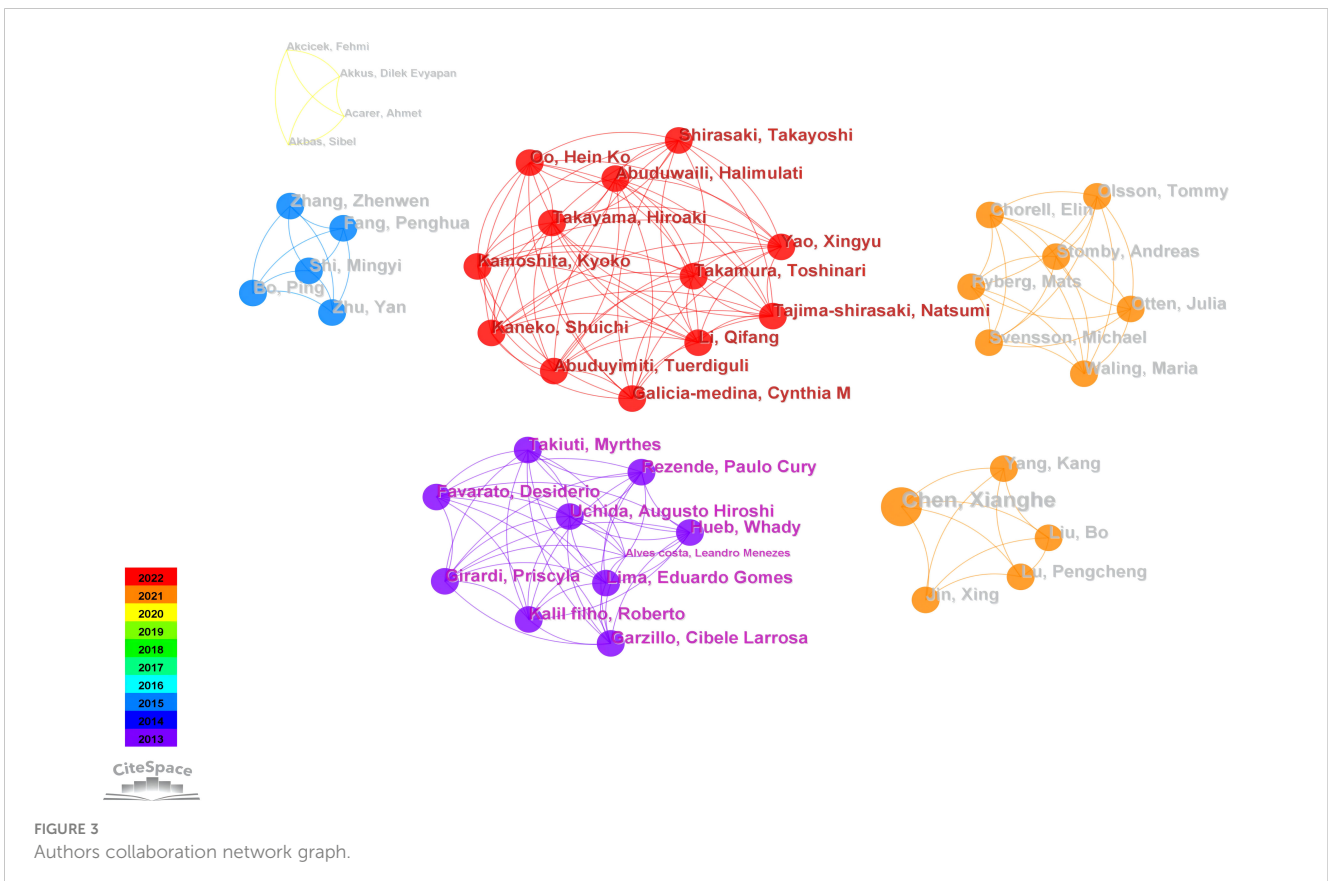 Akcicek, Fehmi
Akkus, Dilek Evyapan
Acarer, Ahmet
Akbas, Sibel
Zhang, Zhenwen
Fang, Penghua
Shi, Mingyi
Bo, Ping
Zhu, Yan
Shirasaki, Takayoshi
Oo, Hein Ko
Abuduwaili, Halimulati
Takayama, Hiroaki
Yao, Xingyu
Kamoshita, Kyoko
Takamura, Toshinari
Tajima-shirasaki, Natsumi
Kaneko, Shuichi
Li, Qifang
Abuduyimiti, Tuerdiguli
Galicia-medina, Cynthia M
Olsson, Tommy
Chorell, Elin
Stomby, Andreas
Ryberg, Mats
Otten, Julia
Svensson, Michael
Waling, Maria
Takiuti, Myrthes
Rezende, Paulo Cury
Favarato, Desiderio
Uchida, Augusto Hiroshi
Hueb, Whady
Alves costa, Leandro Menezes
Girardi, Priscyla
Lima, Eduardo Gomes
Kalil filho, Roberto
Garzillo, Cibele Larrosa
Yang, Kang
Chen, Xianghe
Liu, Bo
Lu, Pengcheng
Jin, Xing
2022
2021
2020
2019
2018
2017
2016
2015
2014
2013
CiteSpace
FIGURE 3
Authors collaboration network graph.